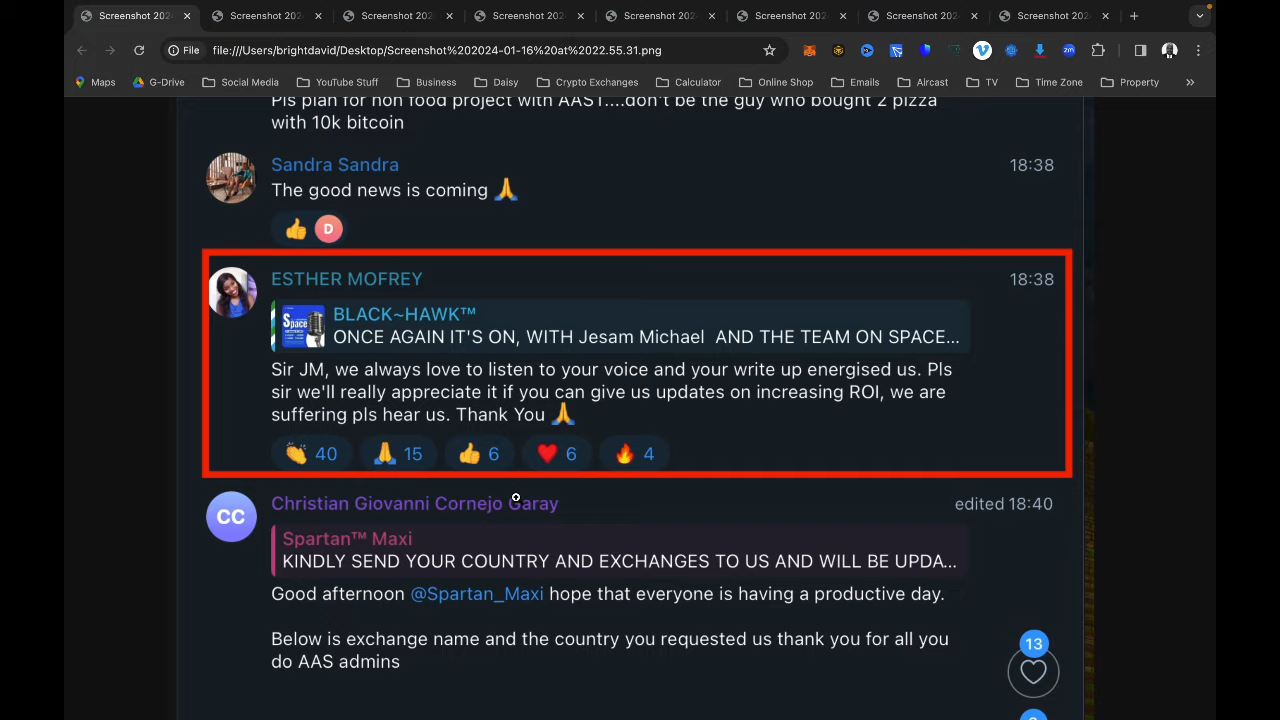 Screenshot 2024
Screenshot 202
Screenshot 202
Screenshot 202
Screenshot 202
Screenshot 202
Screenshot 202
Screenshot 202
File
file:///Users/brightdavid/Desktop/Screenshot%202024-01-16%20at%2022.55.31.png
Maps
G-Drive
Social Media
YouTube Stuff
Business
Daisy
Crypto Exchanges
Calculator
Online Shop
Emails
Aircast
TV
Time Zone
Property
Pls plan for non food project with AAST....don't be the guy who bought 2 pizza
with 10k bitcoin
Sandra Sandra 18:38
The good news is coming 🙏
👍 D
ESTHER MOFREY 18:38
BLACK~HAWK™
Space
ONCE AGAIN IT'S ON, WITH Jesam Michael AND THE TEAM ON SPACE...
Sir JM, we always love to listen to your voice and your write up energised us. Pls
sir we'll really appreciate it if you can give us updates on increasing ROI, we are
suffering pls hear us. Thank You 🙏
👏 40 🙏 15 👍 6 ❤️ 6 🔥 4
CC
Christian Giovanni Cornejo Garay edited 18:40
Spartan™ Maxi
KINDLY SEND YOUR COUNTRY AND EXCHANGES TO US AND WILL BE UPDA...
Good afternoon @Spartan_Maxi hope that everyone is having a productive day.
Below is exchange name and the country you requested us thank you for all you
do AAS admins
13